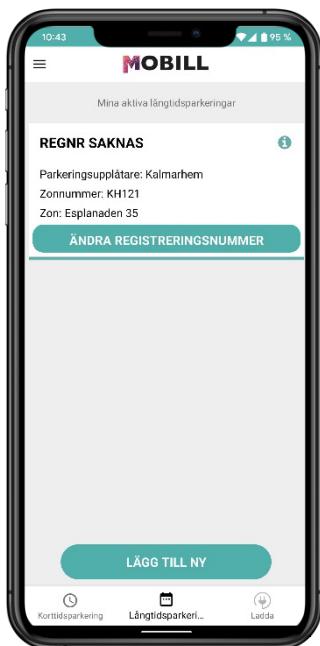 10:43
95 %
MOBILL
Mina aktiva långtidsparkeringar
REGNR SAKNAS
Parkeringsupplåtare: Kalmarhem
Zonnummer: KH121
Zon: Esplanaden 35
ÄNDRA REGISTRERINGSNUMMER
LÄGG TILL NY
Korttidsparkering
Långtidsparkeri...
Ladda